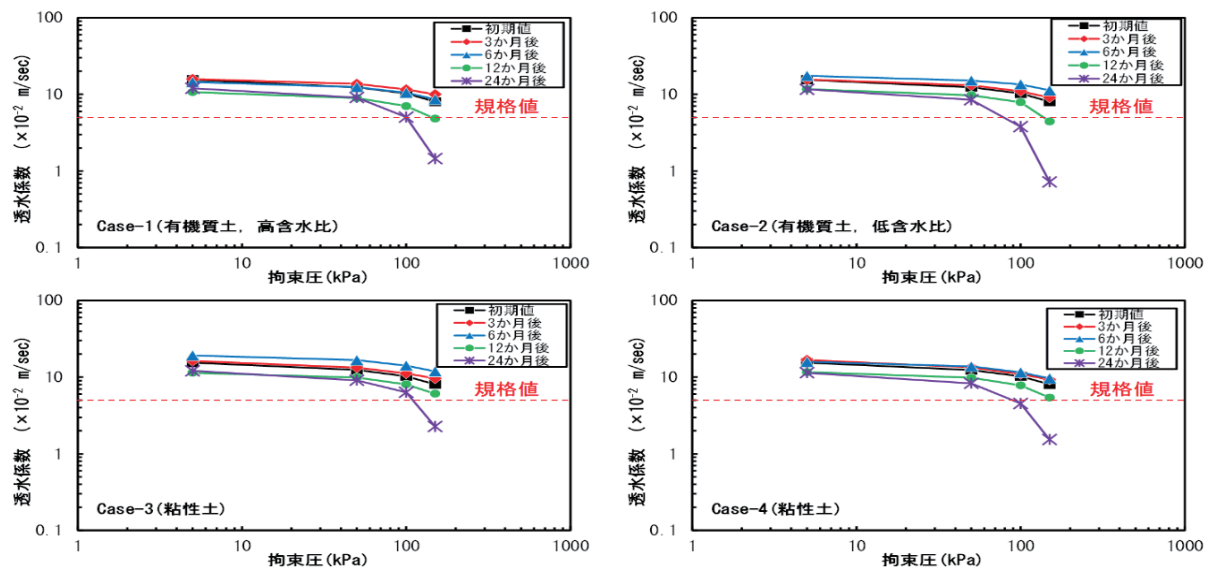 100
10
1
0.1
透水係数 (×10⁻² m/sec)
初期値
3か月後
6か月後
12か月後
24か月後
規格値
Case-1(有機質土, 高含水比)
1
10
100
1000
拘束圧(kPa)
100
10
1
0.1
透水係数 (×10⁻² m/sec)
初期値
3か月後
6か月後
12か月後
24か月後
規格値
Case-2(有機質土, 低含水比)
1
10
100
1000
拘束圧(kPa)
100
10
1
0.1
透水係数 (×10⁻² m/sec)
初期値
3か月後
6か月後
12か月後
24か月後
規格値
Case-3(粘性土)
1
10
100
1000
拘束圧(kPa)
100
10
1
0.1
透水係数 (×10⁻² m/sec)
初期値
3か月後
6か月後
12か月後
24か月後
規格値
Case-4(粘性土)
1
10
100
1000
拘束圧(kPa)